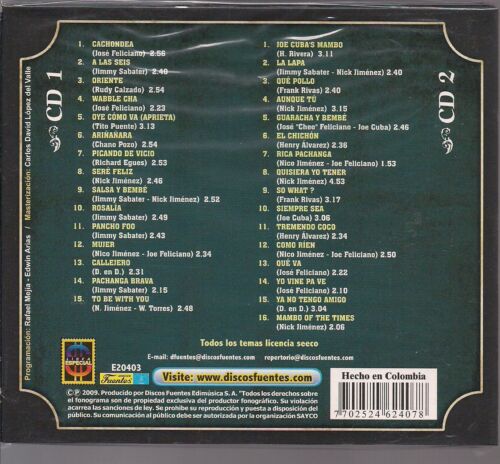 CD 1
1. CACHONDEA
(José Feliciano) 2.56
2. A LAS SEIS
(Jimmy Sabater) 2.40
3. ORIENTE
(Rudy Calzado) 2.54
4. WABBLE CHA
(José Feliciano) 2.23
5. OYE CÓMO VA (APRIETA)
(Tito Puente) 3.13
6. ARIÑAÑARA
(Chano Pozo) 2.54
7. PICANDO DE VICIO
(Richard Egues) 2.53
8. SERÉ FELIZ
(Nick Jiménez) 2.46
9. SALSA Y BEMBÉ
(Jimmy Sabater - Nick Jiménez) 2.52
10. ROSALÍA
(Jimmy Sabater) 2.49
11. PANCHO FOO
(Jimmy Sabater) 2.43
12. MUJER
(Nico Jiménez - Joe Feliciano) 2.34
13. CALLEJERO
(D. en D.) 2.31
14. PACHANGA BRAVA
(Jimmy Sabater) 2.15
15. TO BE WITH YOU
(N. Jiménez - W. Torres) 2.48
CD 2
1. JOE CUBA'S MAMBO
(H. Rivera) 3.11
2. LA LAPA
(Jimmy Sabater - Nick Jiménez) 2.40
3. QUÉ POLLO
(Frank Rivas) 2.40
4. AUNQUE TÚ
(Nick Jiménez) 3.15
5. GUARACHA Y BEMBÉ
(José "Cheo" Feliciano - Joe Cuba) 2.46
6. EL CHICHÓN
(Henry Álvarez) 2.36
7. RICA PACHANGA
(Nico Jiménez - Joe Feliciano) 1.53
8. QUISIERA YO TENER
(Nick Jiménez) 4.53
9. SO WHAT ?
(Frank Rivas) 3.17
10. SIEMPRE SEA
(Joe Cuba) 3.06
11. TREMENDO COCO
(Henry Álvarez) 2.34
12. COMO RÍEN
(Nico Jiménez - Joe Feliciano) 2.50
13. QUÉ VA
(José Feliciano) 2.22
14. YO VINE PA VE
(José Feliciano) 2.10
15. YA NO TENGO AMIGO
(D. en D.) 3.04
16. MAMBO OF THE TIMES
(Nick Jiménez) 2.06
Programación: Rafael Mejía - Edwin Arias / Masterización: Carlos David López del Valle
Todos los temas licencia seeco
E-mail: dfuentes@discosfuentes.com repertorio@discosfuentes.com
ESPECIAL
E20403
Fuentes
Visite: www.discosfuentes.com
Hecho en Colombia
7702524624078
©℗ 2009. Producido por Discos Fuentes Edimúsica S. A. "Todos los derechos sobre
el fonograma son de propiedad exclusiva del productor fonográfico. Su violación
acarrea las sanciones de ley. Se prohíbe su reproducción y puesta a disposición del
público. Su comunicación al público debe ser autorizada por la organización SAYCO